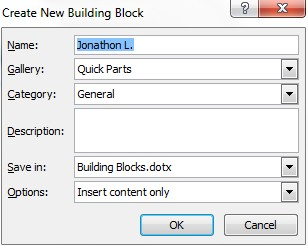 Create New Building Block ?
Name: Jonathon L.
Gallery: Quick Parts
Category: General
Description:
Save in: Building Blocks.dotx
Options: Insert content only
OK Cancel